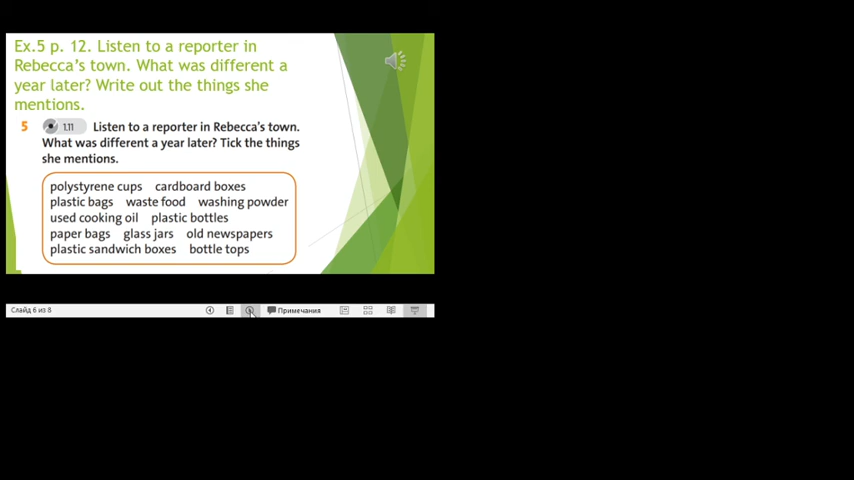 Ex.5 p. 12. Listen to a reporter in
Rebecca's town. What was different a
year later? Write out the things she
mentions.
5 1.11 Listen to a reporter in Rebecca's town.
What was different a year later? Tick the things
she mentions.
polystyrene cups cardboard boxes
plastic bags waste food washing powder
used cooking oil plastic bottles
paper bags glass jars old newspapers
plastic sandwich boxes bottle tops
Слайд 6 из 8 Примечания